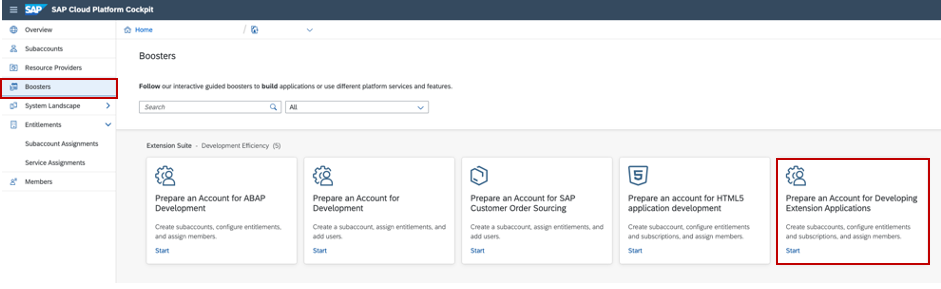 SAP SAP Cloud Platform Cockpit
Overview
Subaccounts
Resource Providers
Boosters
System Landscape
Entitlements
Subaccount Assignments
Service Assignments
Members
Home /
Boosters
Follow our interactive guided boosters to build applications or use different platform services and features.
Search
All
Extension Suite - Development Efficiency (5)
Prepare an Account for ABAP
Development
Create subaccounts, configure entitlements,
and assign members.
Start
Prepare an Account for
Development
Create a subaccount, assign entitlements, and
add users.
Start
Prepare an Account for SAP
Customer Order Sourcing
Create a subaccount, assign entitlements, and
add users.
Start
5
Prepare an account for HTML5
application development
Create subaccount, configure entitlements
and subscriptions, and assign members.
Start
Prepare an Account for Developing
Extension Applications
Create subaccounts, configure entitlements
and subscriptions, and assign members.
Start